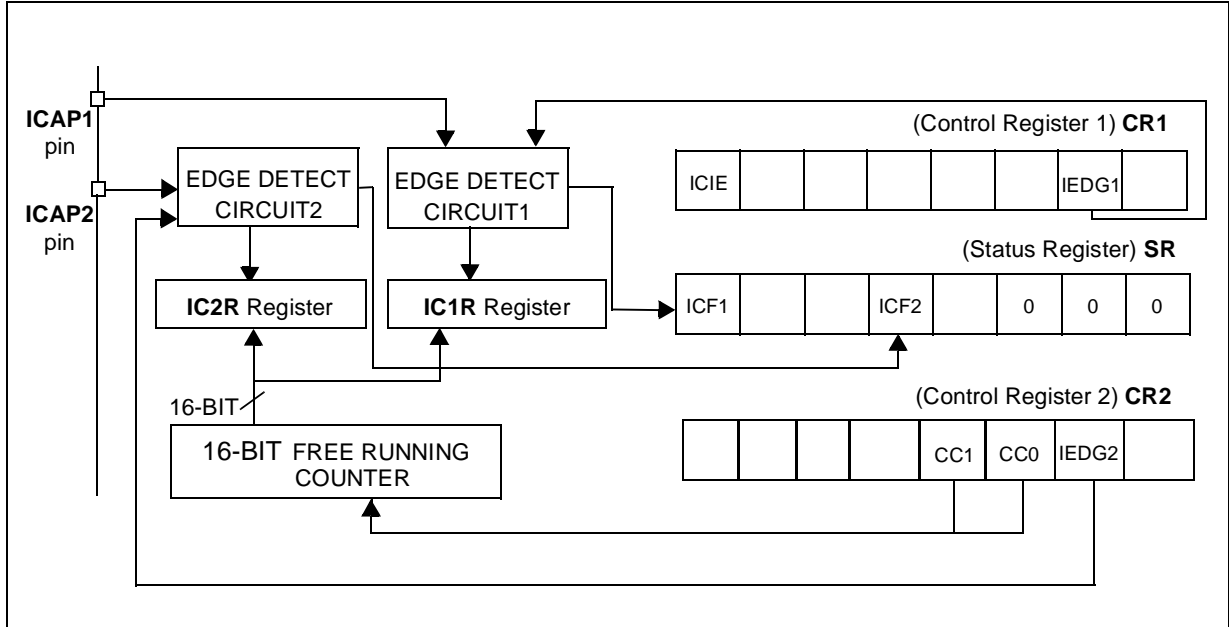 ICAP1
pin
ICAP2
pin
EDGE DETECT
CIRCUIT2
EDGE DETECT
CIRCUIT1
IC2R Register
IC1R Register
16-BIT
16-BIT FREE RUNNING
COUNTER
(Control Register 1) CR1
ICIE IEDG1
(Status Register) SR
ICF1 ICF2 0 0 0
(Control Register 2) CR2
CC1 CC0 IEDG2